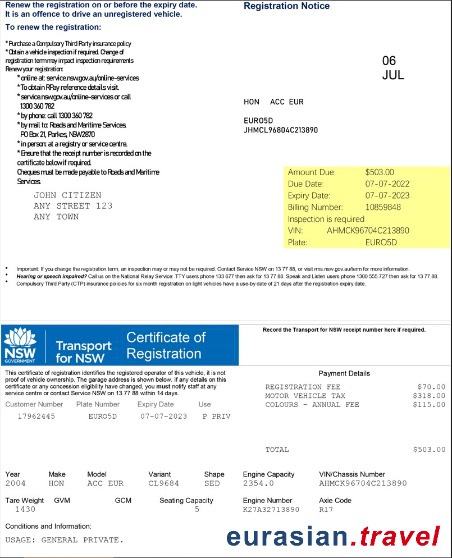 Renew the registration on or before the expiry date.
It is an offence to drive an unregistered vehicle.
To renew the registration:
* Purchase a Compulsory Third Party insurance policy
* Obtain a vehicle inspection if required. Change of
registration term may impact inspection requirements
Renew your registration:
* online at: service.nsw.gov.au/online-services
* To obtain RPay reference details visit.
* service.nsw.gov.au/online-services or call
1300 360 782
* by phone: call 1300 360 782
* by mail to: Roads and Maritime Services.
PO Box 21, Parkes, NSW2870
* in person: at a registry or service centre.
* Ensure that the receipt number is recorded on the
certificate below if required.
Cheques must be made payable to Roads and Maritime
Services.
JOHN CITIZEN
ANY STREET 123
ANY TOWN
Registration Notice
06
JUL
HON ACC EUR
EURO5D
JHMCL96804C213890
Amount Due: $503.00
Due Date: 07-07-2022
Expiry Date: 07-07-2023
Billing Number: 10859848
Inspection is required
VIN: AHMCK96704C213890
Plate: EURO5D
* Important: If you change the registration term, an inspection may or may not be required. Contact Service NSW on 13 77 88, or visit rms.nsw.gov.au/farm for more information.
* Hearing or speech impaired? Call us on the National Relay Service: TTY users phone 133 677 then ask for 13 77 88. Speak and Listen users phone 1300 555 727 then ask for 13 77 88.
* Compulsory Third Party (CTP) insurance policies for six month registration on light vehicles have a use-by date of 21 days after the registration expiry date.
NSW
GOVERNMENT
Transport
for NSW
Certificate of
Registration
Record the Transport for NSW receipt number here if required.
This certificate of registration identifies the registered operator of this vehicle, it is not
proof of vehicle ownership. The garage address is shown below. If any details on this
certificate or any concession eligibility have changed, you must notify staff at any
service centre or contact Service NSW on 13 77 88 within 14 days.
Customer Number Plate Number Expiry Date Use
17962445 EURO5D 07-07-2023 P PRIV
Payment Details
REGISTRATION FEE $70.00
MOTOR VEHICLE TAX $318.00
COLOURS - ANNUAL FEE $115.00
TOTAL $503.00
Year Make Model Variant Shape Engine Capacity VIN/Chassis Number
2004 HON ACC EUR CL9684 SED 2354.0 AHMCK96704C213890
Tare Weight GVM GCM Seating Capacity Engine Number Axie Code
1430 5 K27A32713890 R17
Conditions and Information:
USAGE: GENERAL PRIVATE.
eurasian.travel